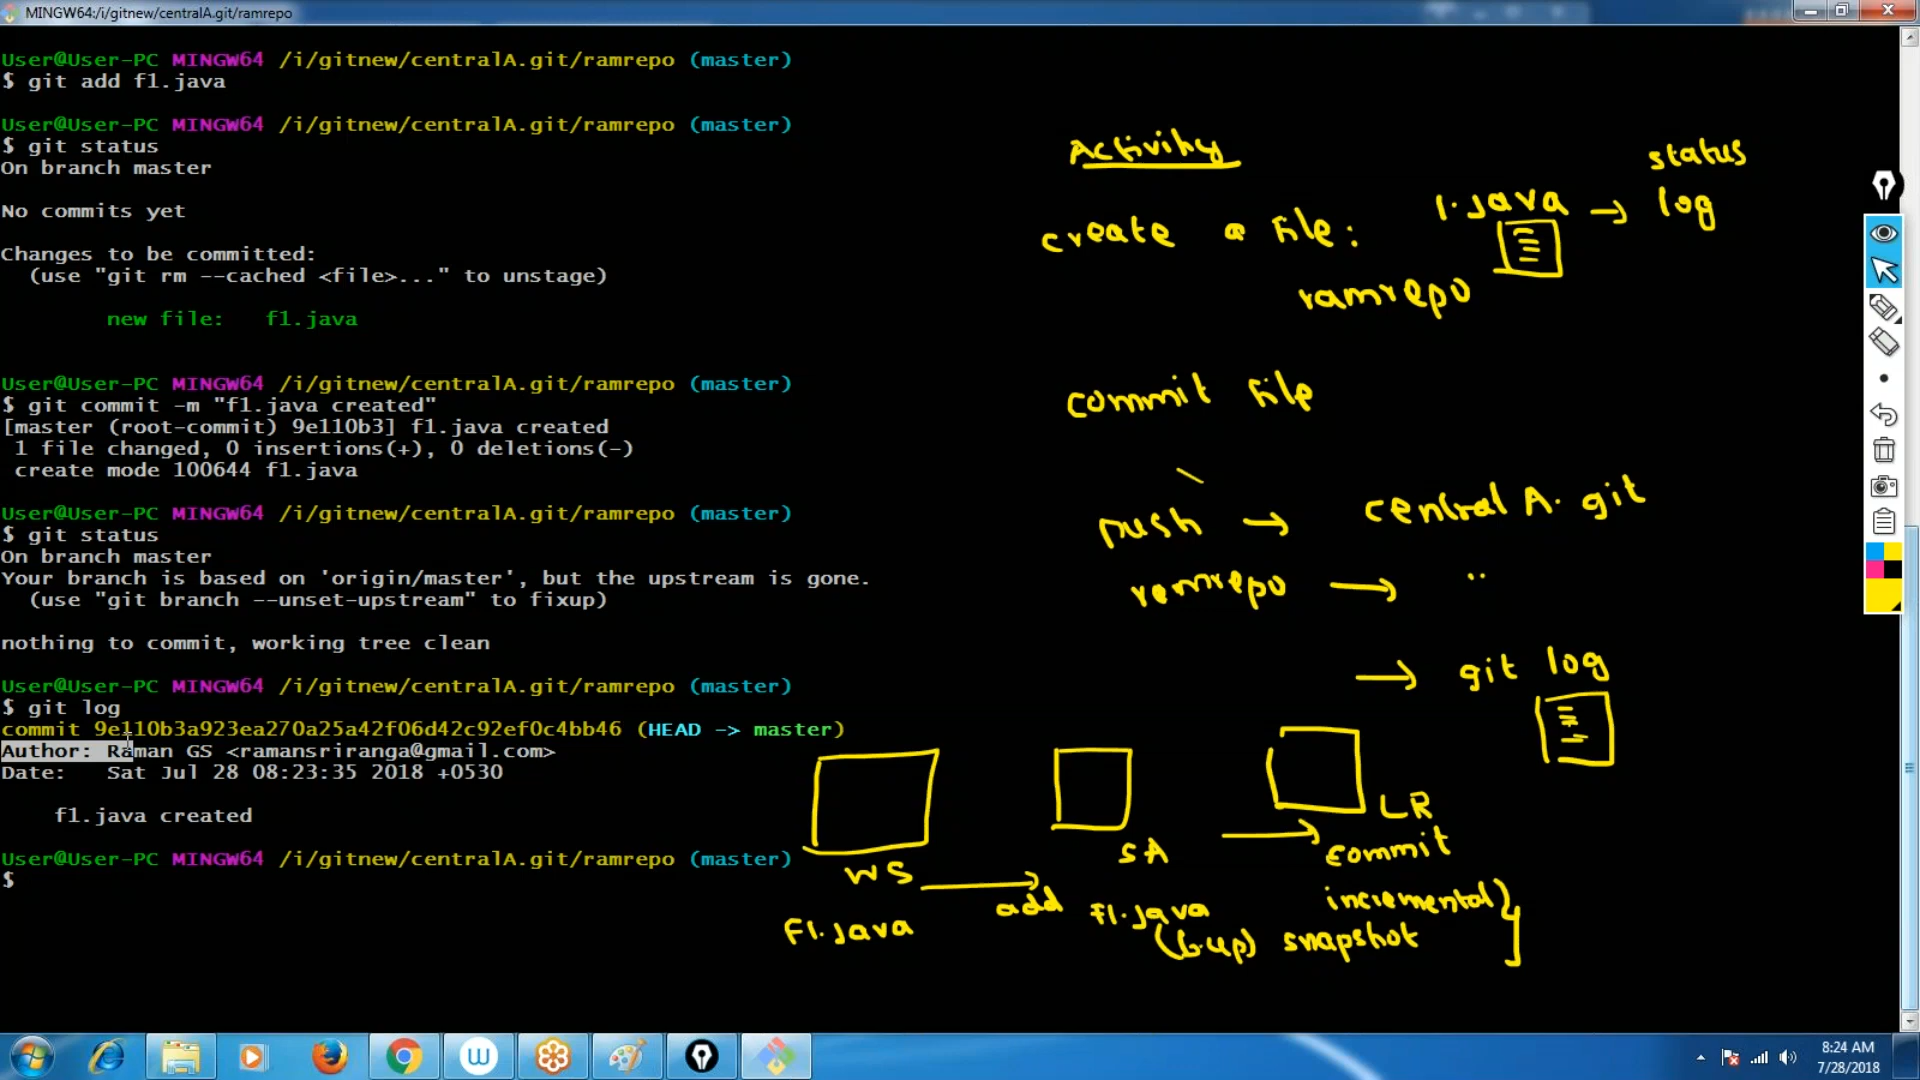 MINGW64:/i/gitnew/centralA.git/ramrepo
User@User-PC MINGW64 /i/gitnew/centralA.git/ramrepo (master)
$ git add f1.java
User@User-PC MINGW64 /i/gitnew/centralA.git/ramrepo (master)
$ git status
On branch master
No commits yet
Changes to be committed:
(use "git rm --cached <file>..." to unstage)
new file: f1.java
User@User-PC MINGW64 /i/gitnew/centralA.git/ramrepo (master)
$ git commit -m "f1.java created"
[master (root-commit) 9e110b3] f1.java created
1 file changed, 0 insertions(+), 0 deletions(-)
create mode 100644 f1.java
User@User-PC MINGW64 /i/gitnew/centralA.git/ramrepo (master)
$ git status
On branch master
Your branch is based on 'origin/master', but the upstream is gone.
(use "git branch --unset-upstream" to fixup)
nothing to commit, working tree clean
User@User-PC MINGW64 /i/gitnew/centralA.git/ramrepo (master)
$ git log
commit 9e110b3a923ea270a25a42f06d42c92ef0c4bb46 (HEAD -> master)
Author: Raman GS <ramansriranga@gmail.com>
Date: Sat Jul 28 08:23:35 2018 +0530
f1.java created
User@User-PC MINGW64 /i/gitnew/centralA.git/ramrepo (master)
$
Activity
status
create a file: 1.java → log
ramrepo
commit file
push → central A.git
ramrepo → "
→ git log
WS
add
F1.java
SA
F1.java
(b.up)
LR
commit
incremental
snapshot
8:24 AM
7/28/2018